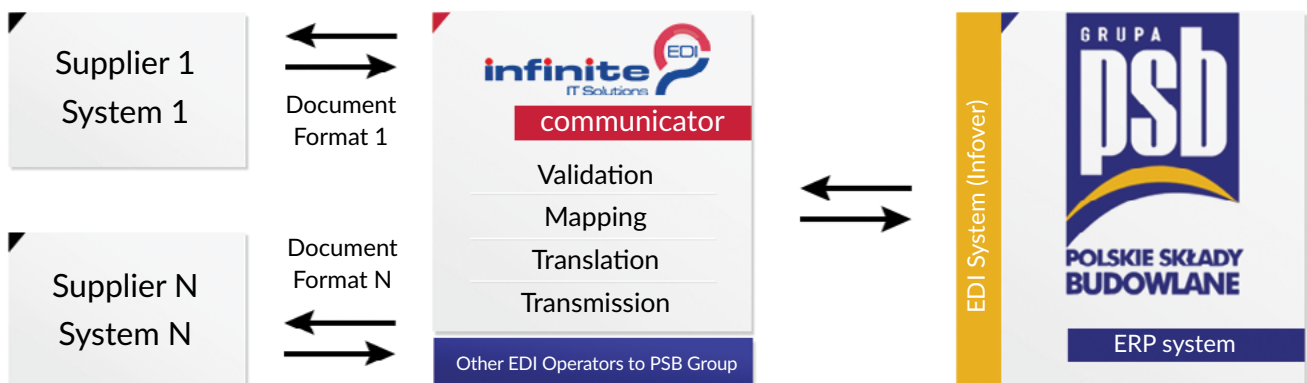 Supplier 1
System 1
Document
Format 1
Supplier N
System N
Document
Format N
infinite
EDI
IT Solutions
communicator
Validation
Mapping
Translation
Transmission
Other EDI Operators to PSB Group
EDI System (Infover)
GRUPA
psb
POLSKIE SKŁADY
BUDOWLANE
ERP system